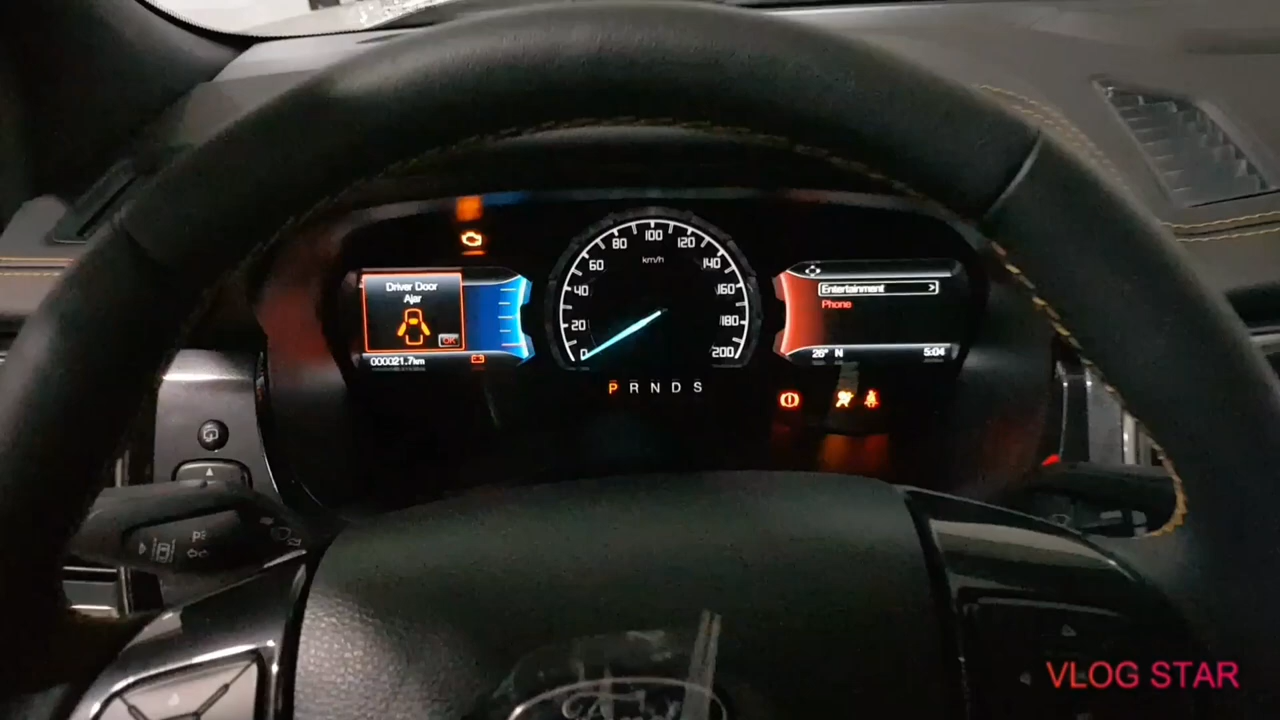 Driver Door
Ajar
OK
000021.7km
0
20
40
60
80
100
120
140
160
180
200
km/h
P R N D S
Entertainment >
Phone
26° N
5:04
P
VLOG STAR